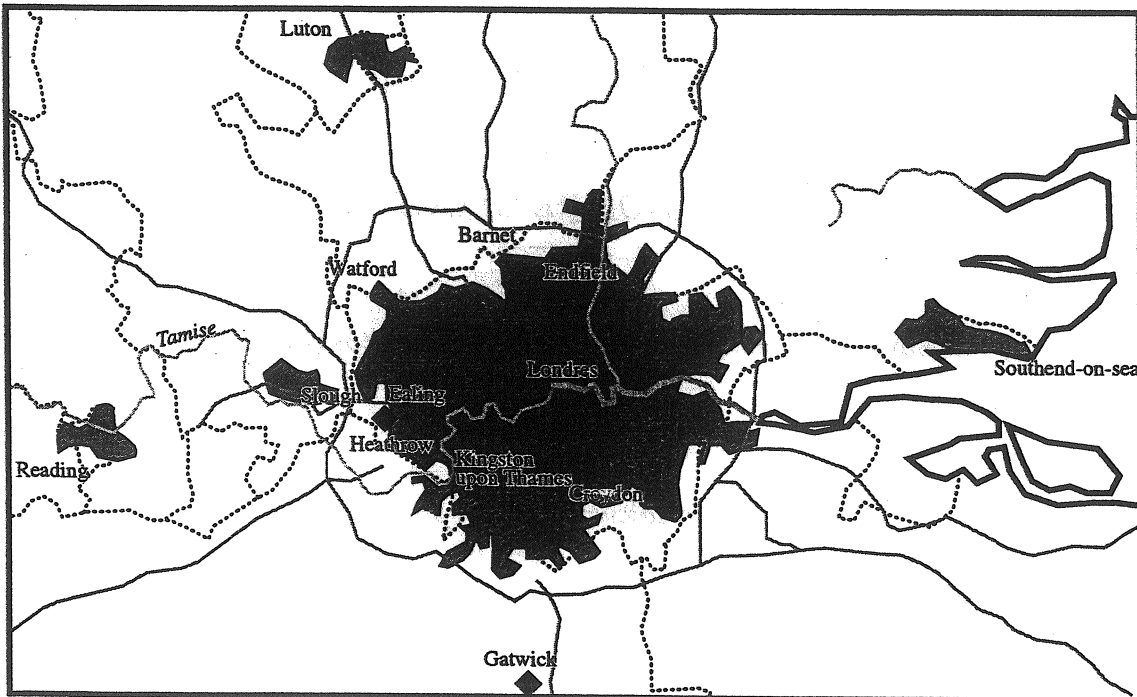 Luton
Barnet
Endfield
Watford
Tamise
Londres
Southend-on-sea
Slough
Ealing
Heathrow
Reading
Kingston
upon Thames
Croydon
Gatwick